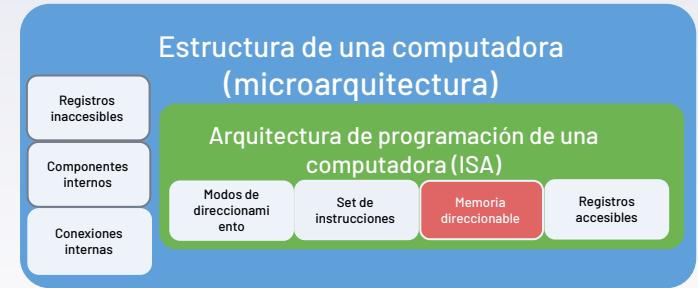 Estructura de una computadora
(microarquitectura)
Registros
inaccesibles
Componentes
internos
Conexiones
internas
Arquitectura de programación de una
computadora (ISA)
Modos de
direccionami
ento
Set de
instrucciones
Memoria
direccionable
Registros
accesibles